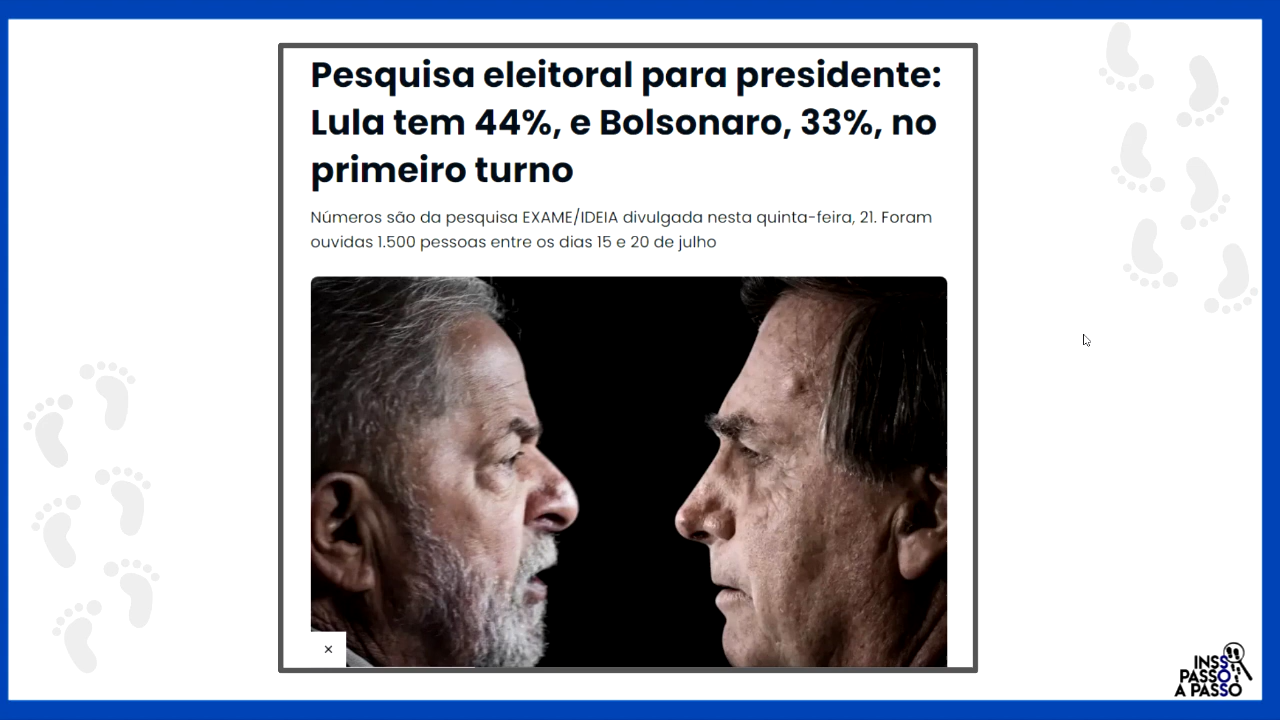 Pesquisa eleitoral para presidente:
Lula tem 44%, e Bolsonaro, 33%, no
primeiro turno
Números são da pesquisa EXAME/IDEIA divulgada nesta quinta-feira, 21. Foram
ouvidas 1.500 pessoas entre os dias 15 e 20 de julho
×
INSS
PASSO
A PASSO